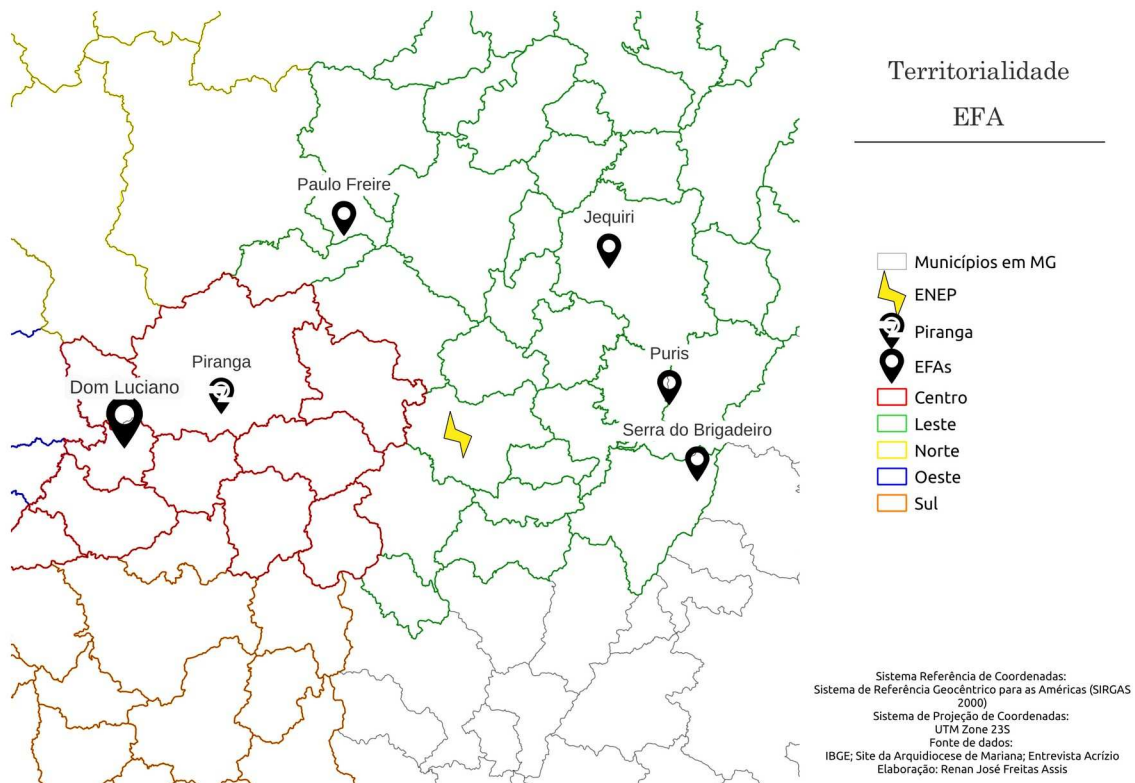 Territorialidade
EFA
Paulo Freire
Jequiri
Piranga
Dom Luciano
Puris
Serra do Brigadeiro
Municípios em MG
ENEP
Piranga
EFAs
Centro
Leste
Norte
Oeste
Sul
Sistema Referência de Coordenadas:
Sistema de Referência Geocêntrico para as Américas (SIRGAS
2000)
Sistema de Projeção de Coordenadas:
UTM Zone 23S
Fonte de dados:
IBGE; Site da Arquidiocese de Mariana; Entrevista Acrízio
Elaboração: Renan José Freitas Assis